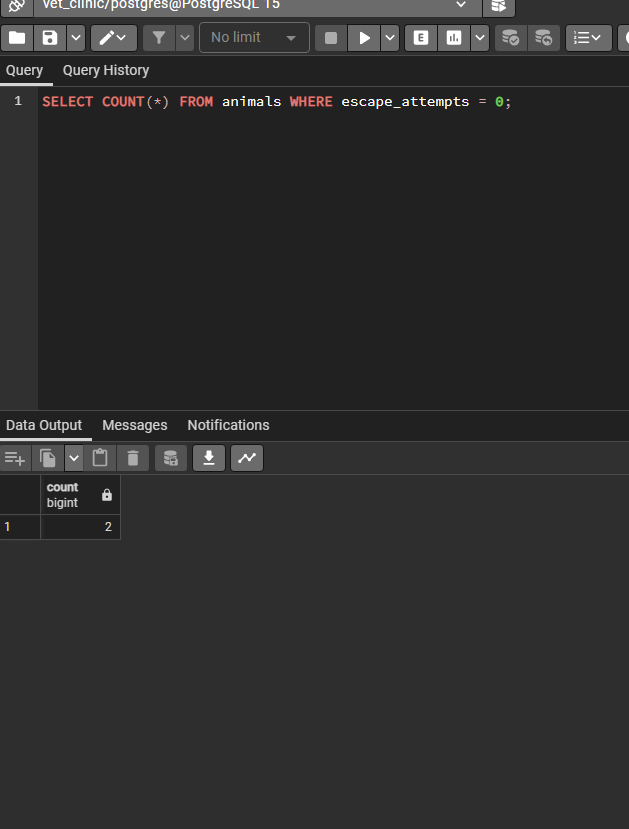 vet_clinic/postgres@PostgreSQL 15
No limit
E
Query Query History
1 SELECT COUNT(*) FROM animals WHERE escape_attempts = 0;
Data Output Messages Notifications
count
bigint
1 2